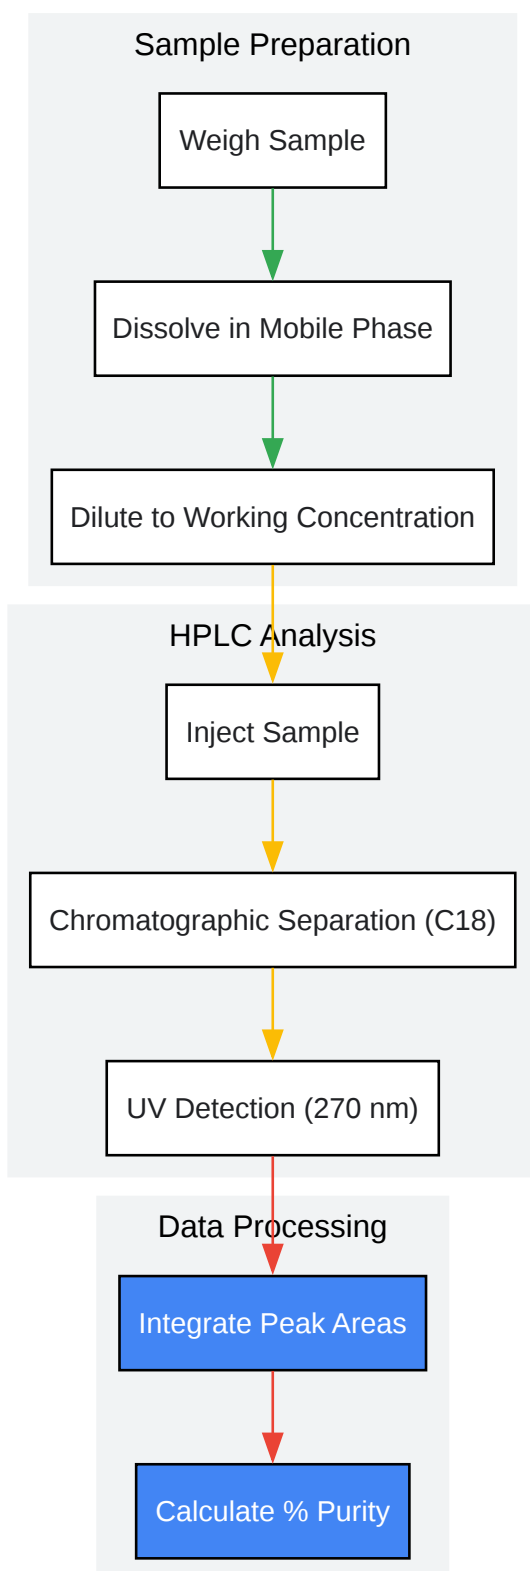 Sample Preparation
Weigh Sample
Dissolve in Mobile Phase
Dilute to Working Concentration
HPLC Analysis
Inject Sample
Chromatographic Separation (C18)
UV Detection (270 nm)
Data Processing
Integrate Peak Areas
Calculate % Purity